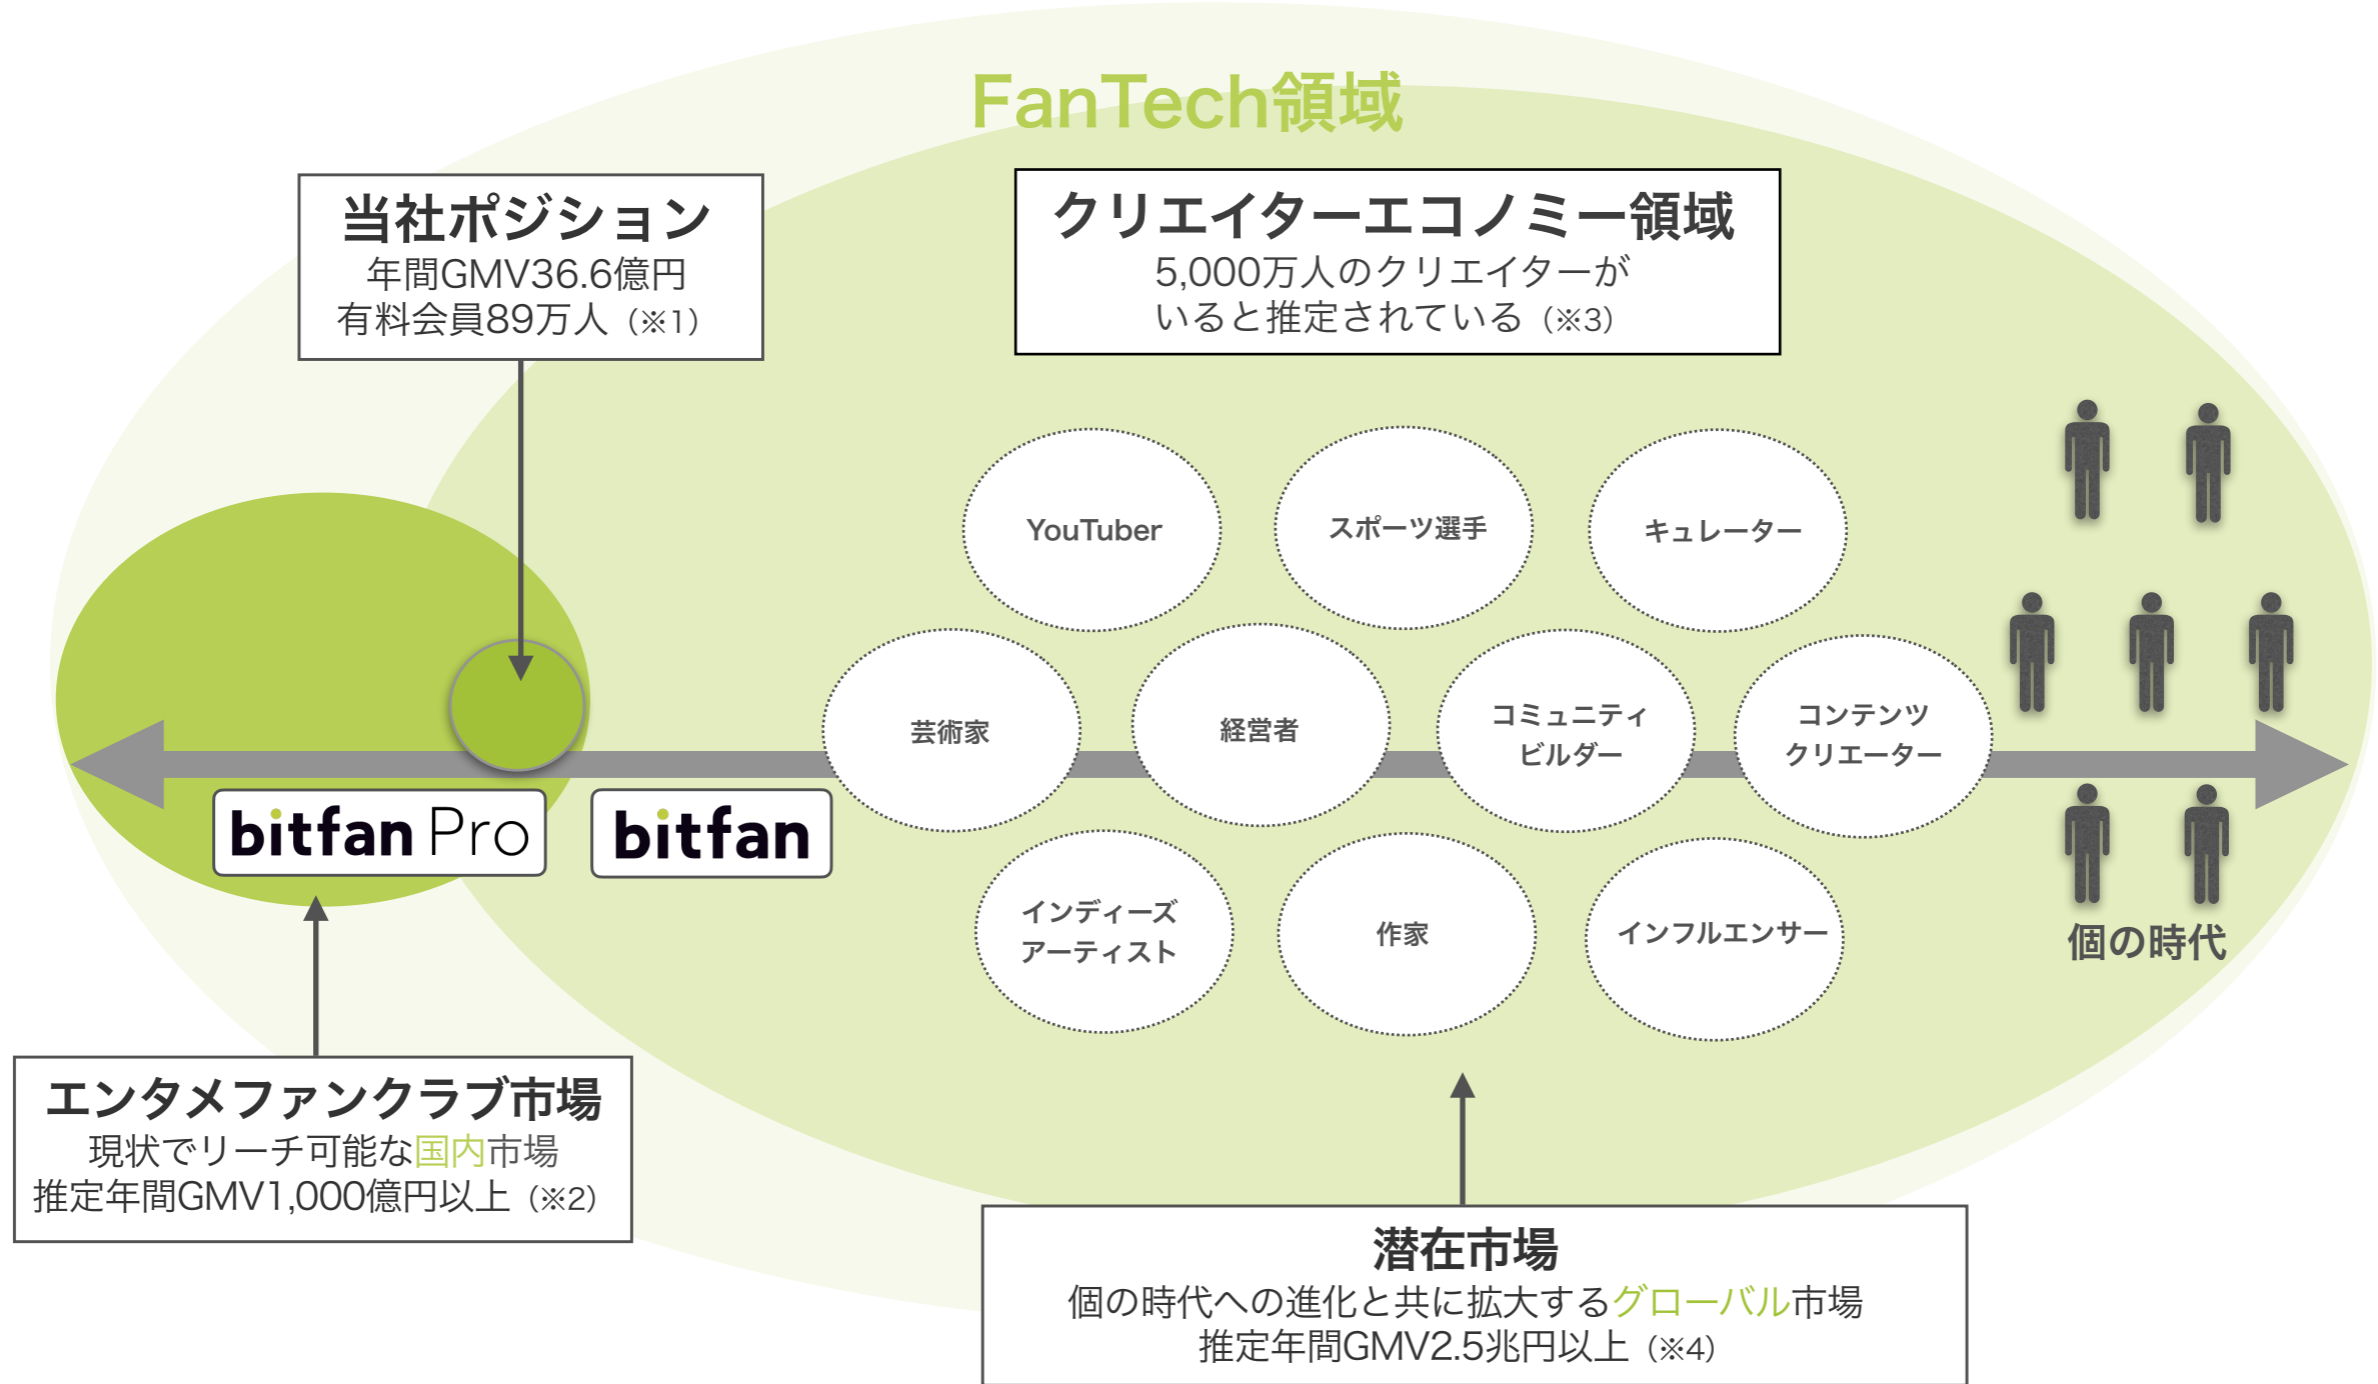 FanTech領域
当社ポジション
年間GMV36.6億円
有料会員89万人（※1）
クリエイターエコノミー領域
5,000万人のクリエイターが
いると推定されている（※3）
YouTuber
スポーツ選手
キュレーター
芸術家
経営者
コミュニティ
ビルダー
コンテンツ
クリエーター
bitfan Pro
bitfan
インディーズ
アーティスト
作家
インフルエンサー
個の時代
エンタメファンクラブ市場
現状でリーチ可能な国内市場
推定年間GMV1,000億円以上（※2）
潜在市場
個の時代への進化と共に拡大するグローバル市場
推定年間GMV2.5兆円以上（※4）